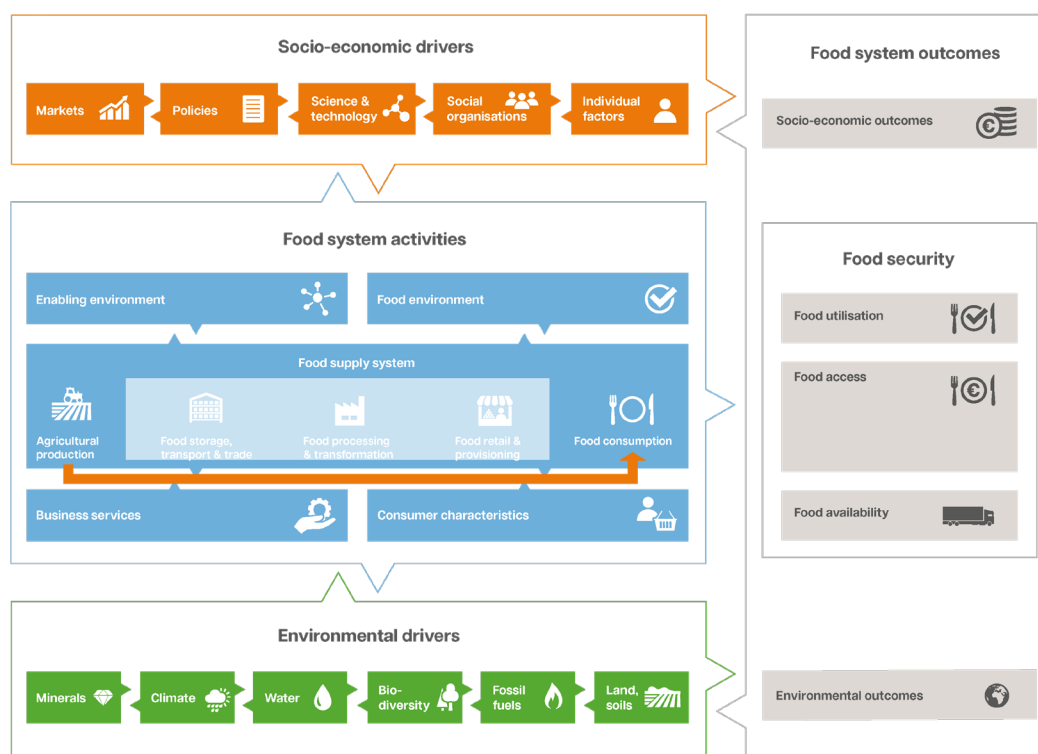 Socio-economic drivers
Markets
Policies
Science &
technology
Social
organisations
Individual
factors
Food system activities
Enabling environment
Food environment
Food supply system
Agricultural
production
Food storage,
transport & trade
Food processing
& transformation
Food retail &
provisioning
Food consumption
Business services
Consumer characteristics
Environmental drivers
Minerals
Climate
Water
Bio-
diversity
Fossil
fuels
Land,
soils
Food system outcomes
Socio-economic outcomes
€
Food security
Food utilisation
Food access
€
Food availability
Environmental outcomes